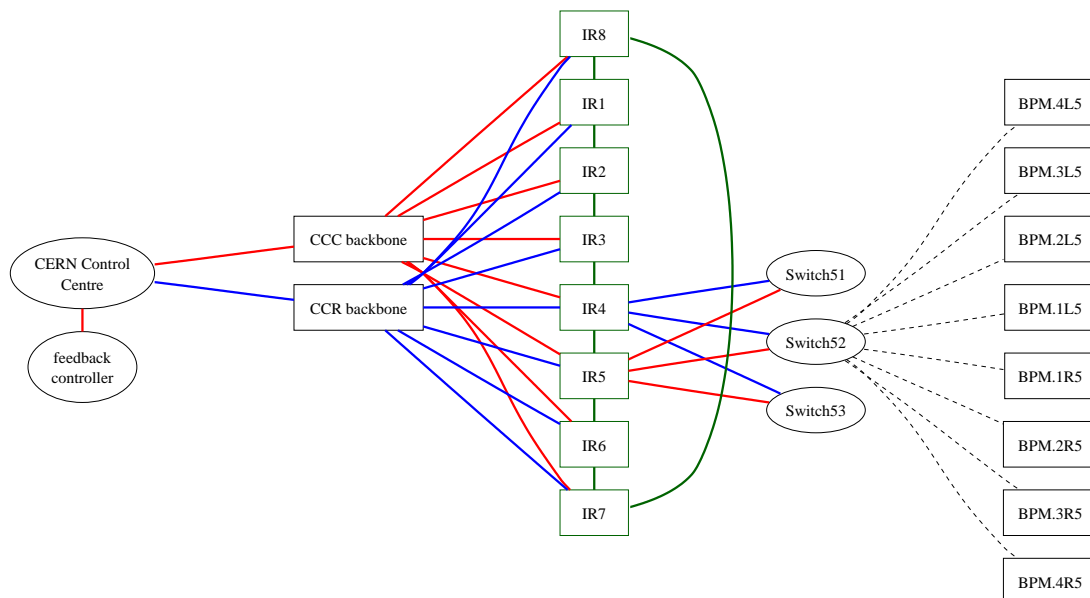 CERN Control
Centre
feedback
controller
CCC backbone
CCR backbone
IR8
IR1
IR2
IR3
IR4
IR5
IR6
IR7
Switch51
Switch52
Switch53
BPM.4L5
BPM.3L5
BPM.2L5
BPM.1L5
BPM.1R5
BPM.2R5
BPM.3R5
BPM.4R5